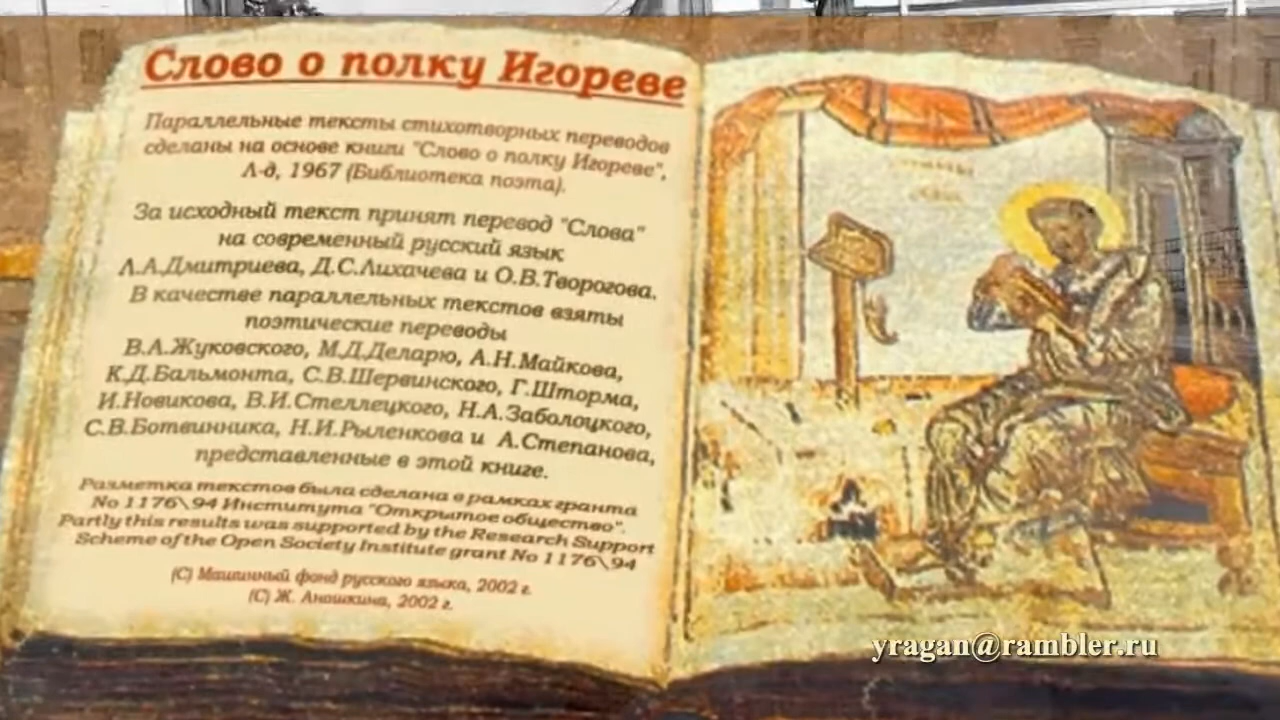 Слово о полку Игореве
Параллельные тексты стихотворных переводов
сделаны на основе книги "Слово о полку Игореве",
Л-д, 1967 (Библиотека поэта).
За исходный текст принят перевод "Слова"
на современный русский язык
Л.А.Дмитриева, Д.С.Лихачева и О.В.Творогова.
В качестве параллельных текстов взяты
поэтические переводы
В.А.Жуковского, М.Д.Деларю, А.Н.Майкова,
К.Д.Бальмонта, С.В.Шервинского, Г.Шторма,
И.Новикова, В.И.Стеллецкого, Н.А.Заболоцкого,
С.В.Ботвинника, Н.И.Рыленкова и А.Степанова,
представленные в этой книге.
Разметка текстов была сделана в рамках гранта
No 1176\94 Института "Открытое общество".
Partly this results was supported by the Research Support
Scheme of the Open Society Institute grant No 1176\94
(C) Машинный фонд русского языка, 2002 г.
(C) Ж. Аношкина, 2002 г.
yragan@rambler.ru